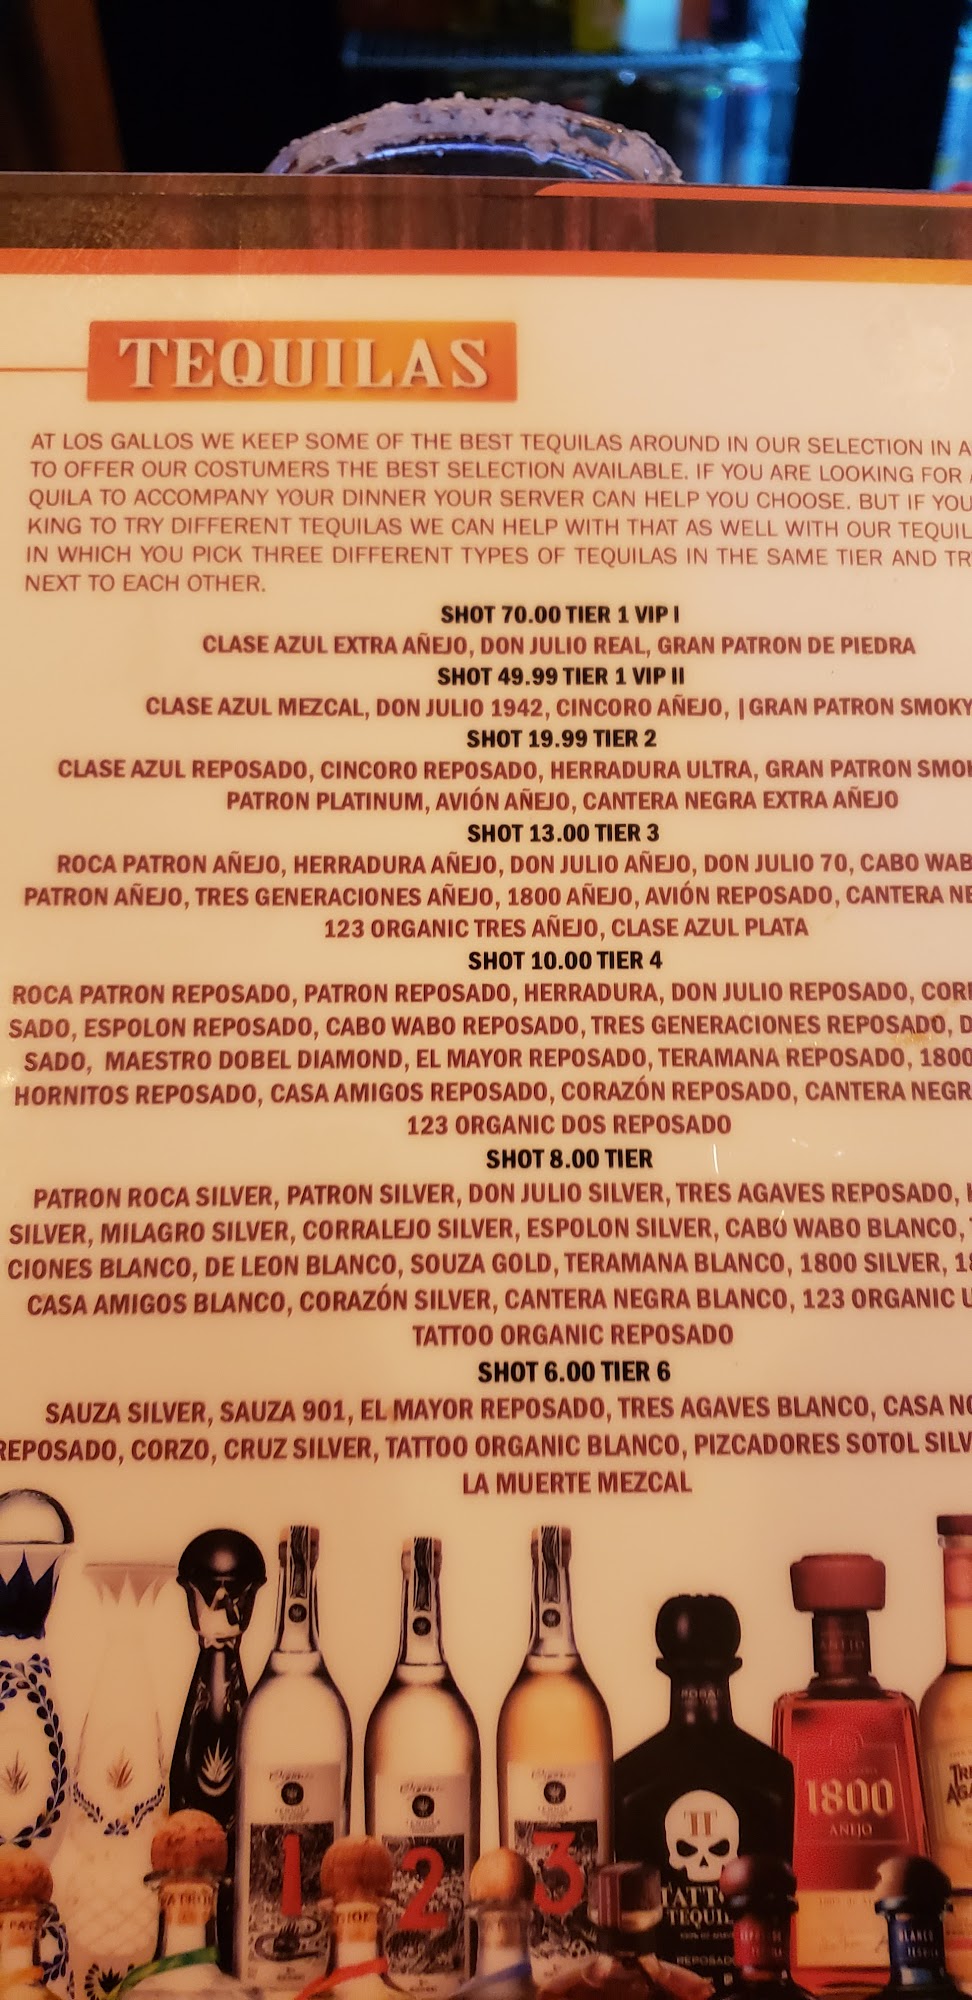 TEQUILAS
AT LOS GALLOS WE KEEP SOME OF THE BEST TEQUILAS AROUND IN OUR SELECTION IN A
TO OFFER OUR COSTUMERS THE BEST SELECTION AVAILABLE. IF YOU ARE LOOKING FOR
QUILA TO ACCOMPANY YOUR DINNER YOUR SERVER CAN HELP YOU CHOOSE. BUT IF YOU
KING TO TRY DIFFERENT TEQUILAS WE CAN HELP WITH THAT AS WELL WITH OUR TEQUIL
IN WHICH YOU PICK THREE DIFFERENT TYPES OF TEQUILAS IN THE SAME TIER AND TR
NEXT TO EACH OTHER.
SHOT 70.00 TIER 1 VIP I
CLASE AZUL EXTRA AÑEJO, DON JULIO REAL, GRAN PATRON DE PIEDRA
SHOT 49.99 TIER 1 VIP II
CLASE AZUL MEZCAL, DON JULIO 1942, CINCORO AÑEJO, |GRAN PATRON SMOKY
SHOT 19.99 TIER 2
CLASE AZUL REPOSADO, CINCORO REPOSADO, HERRADURA ULTRA, GRAN PATRON SMO
PATRON PLATINUM, AVIÓN AÑEJO, CANTERA NEGRA EXTRA AÑEJO
SHOT 13.00 TIER 3
ROCA PATRON AÑEJO, HERRADURA AÑEJO, DON JULIO AÑEJO, DON JULIO 70, CABO WAB
PATRON AÑEJO, TRES GENERACIONES AÑEJO, 1800 AÑEJO, AVIÓN REPOSADO, CANTERA NE
123 ORGANIC TRES AÑEJO, CLASE AZUL PLATA
SHOT 10.00 TIER 4
ROCA PATRON REPOSADO, PATRON REPOSADO, HERRADURA, DON JULIO REPOSADO, COR
SADO, ESPOLON REPOSADO, CABO WABO REPOSADO, TRES GENERACIONES REPOSADO, D
SADO, MAESTRO DOBEL DIAMOND, EL MAYOR REPOSADO, TERAMANA REPOSADO, 1800
HORNITOS REPOSADO, CASA AMIGOS REPOSADO, CORAZÓN REPOSADO, CANTERA NEGR
123 ORGANIC DOS REPOSADO
SHOT 8.00 TIER
PATRON ROCA SILVER, PATRON SILVER, DON JULIO SILVER, TRES AGAVES REPOSADO,
SILVER, MILAGRO SILVER, CORRALEJO SILVER, ESPOLON SILVER, CABO WABO BLANCO,
CIONES BLANCO, DE LEON BLANCO, SOUZA GOLD, TERAMANA BLANCO, 1800 SILVER, 18
CASA AMIGOS BLANCO, CORAZÓN SILVER, CANTERA NEGRA BLANCO, 123 ORGANIC U
TATTOO ORGANIC REPOSADO
SHOT 6.00 TIER 6
SAUZA SILVER, SAUZA 901, EL MAYOR REPOSADO, TRES AGAVES BLANCO, CASA NO
REPOSADO, CORZO, CRUZ SILVER, TATTOO ORGANIC BLANCO, PIZCADORES SOTOL SILV
LA MUERTE MEZCAL
1 2 3
1800
AÑEJO
TATT
TEQUIL
REPOSAD
BLANCO